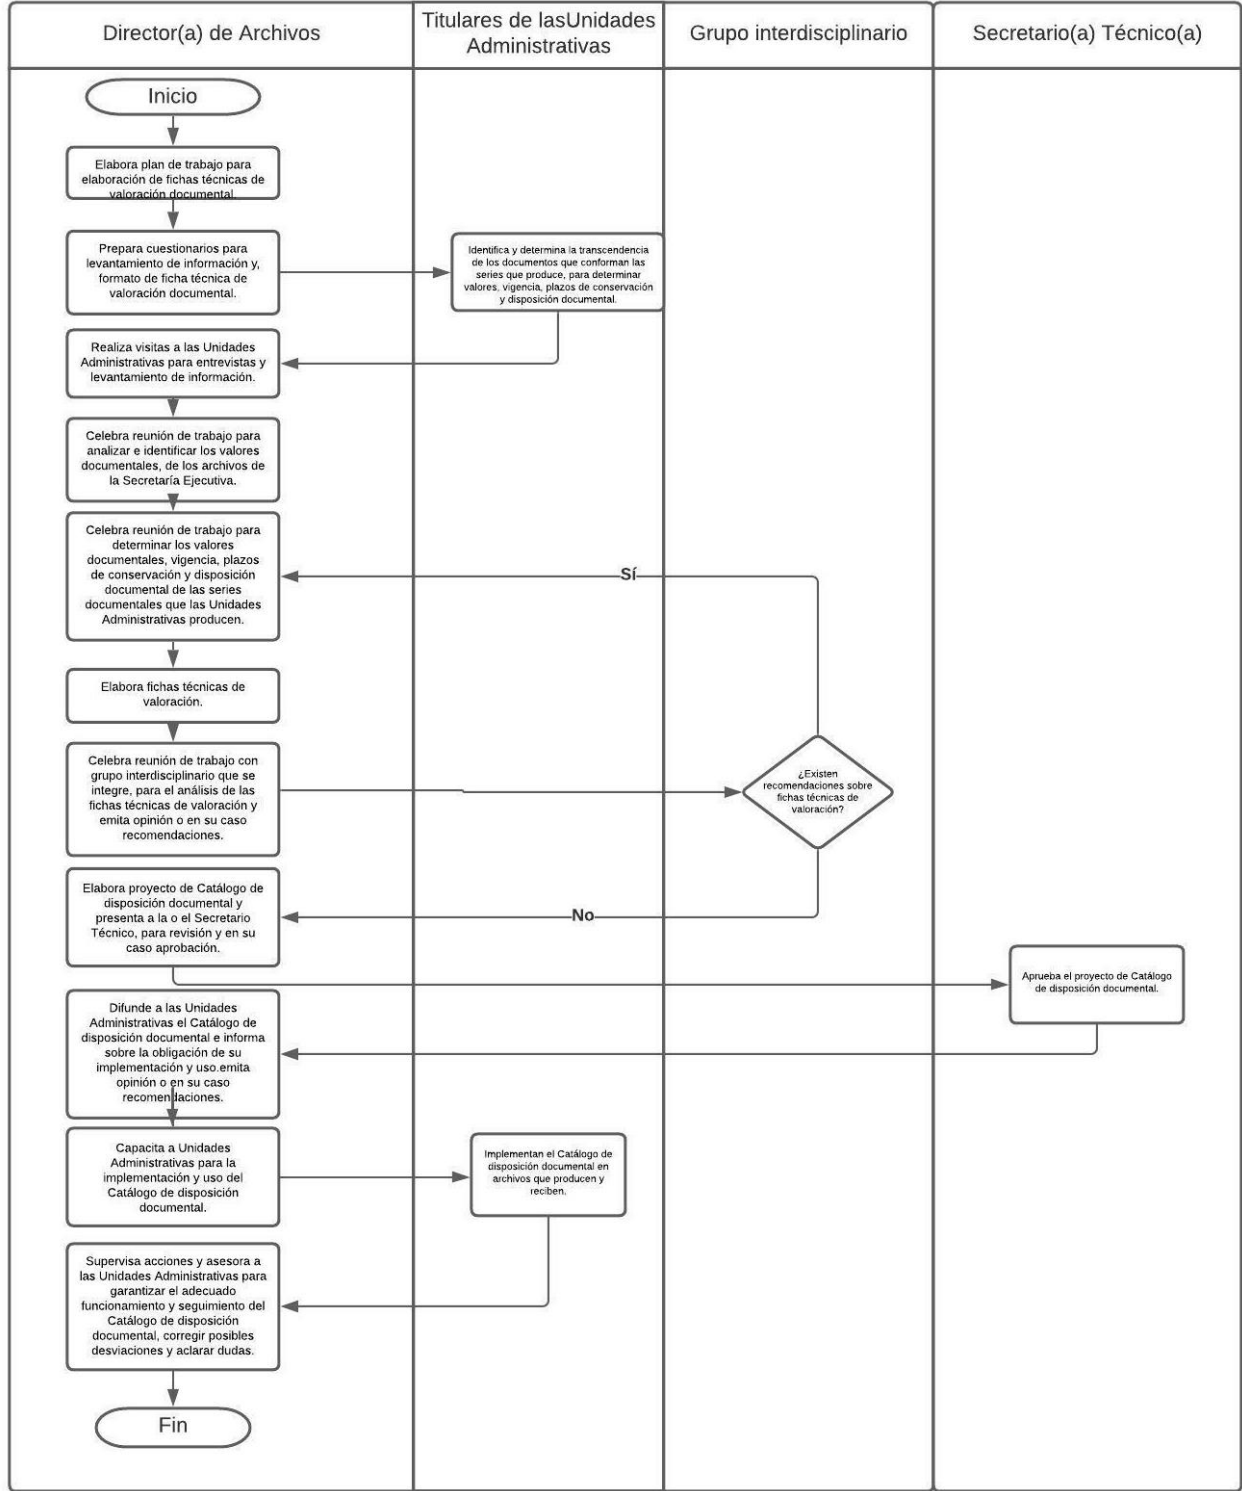 Director(a) de Archivos
Titulares de lasUnidades
Administrativas
Grupo interdisciplinario
Secretario(a) Técnico(a)
Inicio
Elabora plan de trabajo para
elaboración de fichas técnicas de
valoración documental.
Prepara cuestionarios para
levantamiento de información y,
formato de ficha técnica de
valoración documental.
Identifica y determina la transcendencia
de los documentos que conforman las
series que produce, para determinar
valores, vigencia, plazos de conservación
y disposición documental.
Realiza visitas a las Unidades
Administrativas para entrevistas y
levantamiento de información.
Celebra reunión de trabajo para
analizar e identificar los valores
documentales, de los archivos de
la Secretaría Ejecutiva.
Celebra reunión de trabajo para
determinar los valores
documentales, vigencia, plazos
de conservación y disposición
documental de las series
documentales que las Unidades
Administrativas producen.
Sí
Elabora fichas técnicas de
valoración.
Celebra reunión de trabajo con
grupo interdisciplinario que se
integre, para el análisis de las
fichas técnicas de valoración y
emita opinión o en su caso
recomendaciones.
¿Existen
recomendaciones sobre
fichas técnicas de
valoración?
Elabora proyecto de Catálogo de
disposición documental y
presenta a la o el Secretario
Técnico, para revisión y en su
caso aprobación.
No
Aprueba el proyecto de Catálogo
de disposición documental.
Difunde a las Unidades
Administrativas el Catálogo de
disposición documental e informa
sobre la obligación de su
implementación y uso.emita
opinión o en su caso
recomendaciones.
Capacita a Unidades
Administrativas para la
implementación y uso del
Catálogo de disposición
documental.
Implementan el Catálogo de
disposición documental en
archivos que producen y
reciben.
Supervisa acciones y asesora a
las Unidades Administrativas para
garantizar el adecuado
funcionamiento y seguimiento del
Catálogo de disposición
documental, corregir posibles
desviaciones y aclarar dudas.
Fin